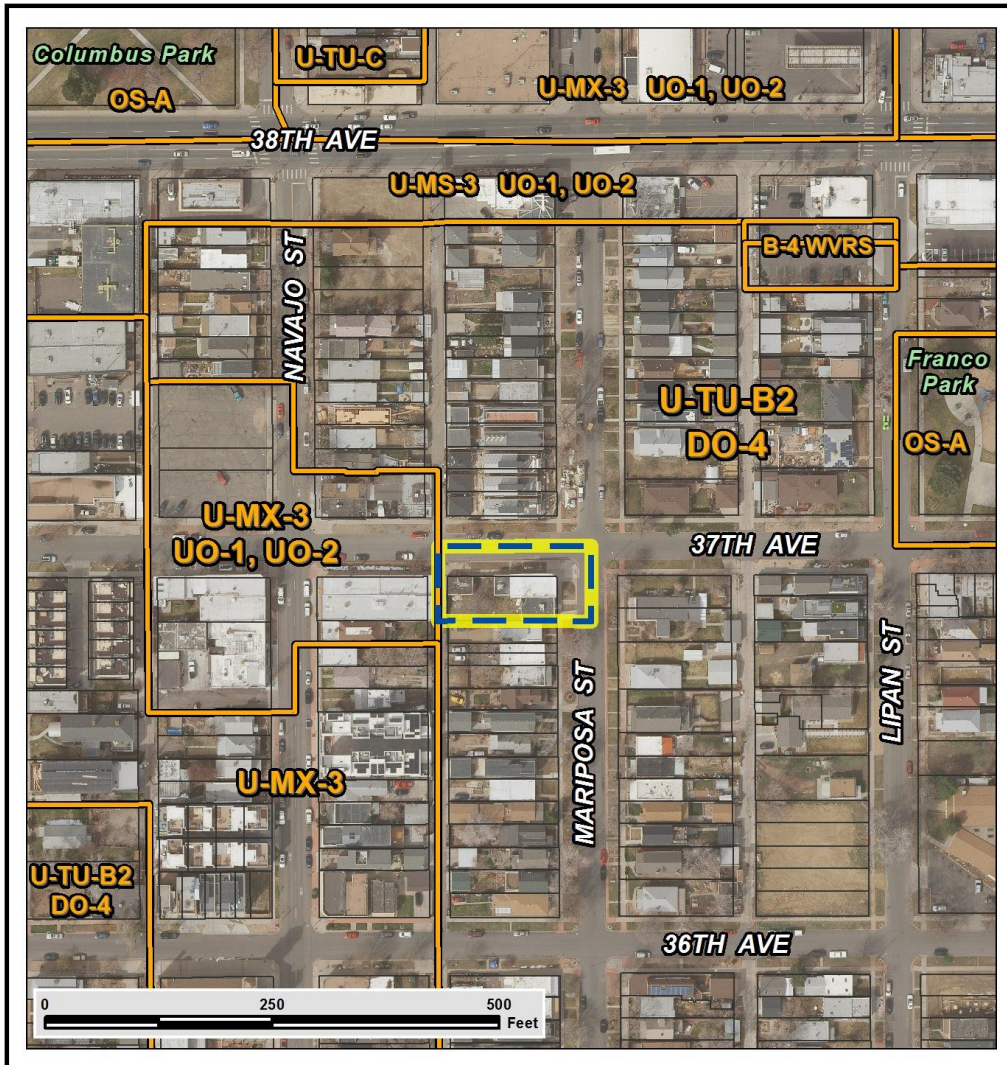 Columbus Park
OS-A
U-TU-C
U-MX-3 UO-1, UO-2
38TH AVE
U-MS-3 UO-1, UO-2
NAVAJO ST
B-4 WVRS
Franco
Park
OS-A
U-TU-B2
DO-4
U-MX-3
UO-1, UO-2
37TH AVE
MARIPOSA ST
LIPAN ST
U-MX-3
U-TU-B2
DO-4
36TH AVE
0 250 500
Feet